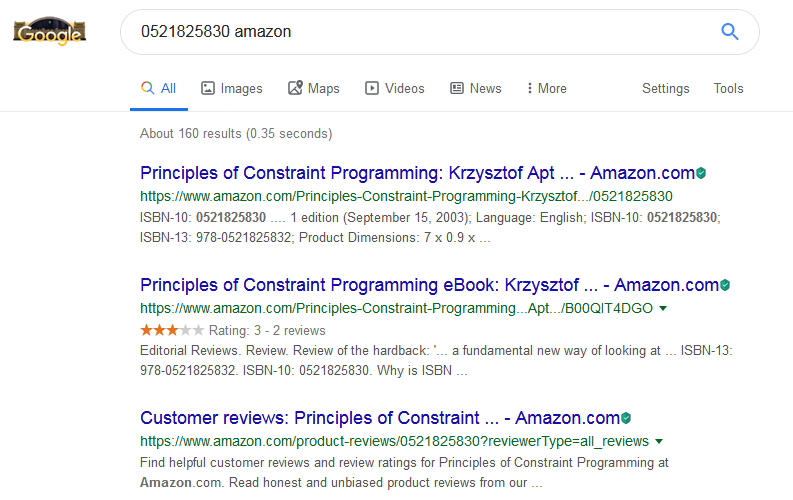 Google
0521825830 amazon
All Images Maps Videos News More Settings Tools
About 160 results (0.35 seconds)
Principles of Constraint Programming: Krzysztof Apt ... - Amazon.com
https://www.amazon.com/Principles-Constraint-Programming-Krzysztof.../0521825830
ISBN-10: 0521825830 .... 1 edition (September 15, 2003); Language: English; ISBN-10: 0521825830;
ISBN-13: 978-0521825832; Product Dimensions: 7 x 0.9 x ...
Principles of Constraint Programming eBook: Krzysztof ... - Amazon.com
https://www.amazon.com/Principles-Constraint-Programming...Apt.../B00QIT4DGO
Rating: 3 - 2 reviews
Editorial Reviews. Review. Review of the hardback: '... a fundamental new way of looking at ... ISBN-13:
978-0521825832. ISBN-10: 0521825830. Why is ISBN ...
Customer reviews: Principles of Constraint ... - Amazon.com
https://www.amazon.com/product-reviews/0521825830?reviewerType=all_reviews
Find helpful customer reviews and review ratings for Principles of Constraint Programming at
Amazon.com. Read honest and unbiased product reviews from our ...